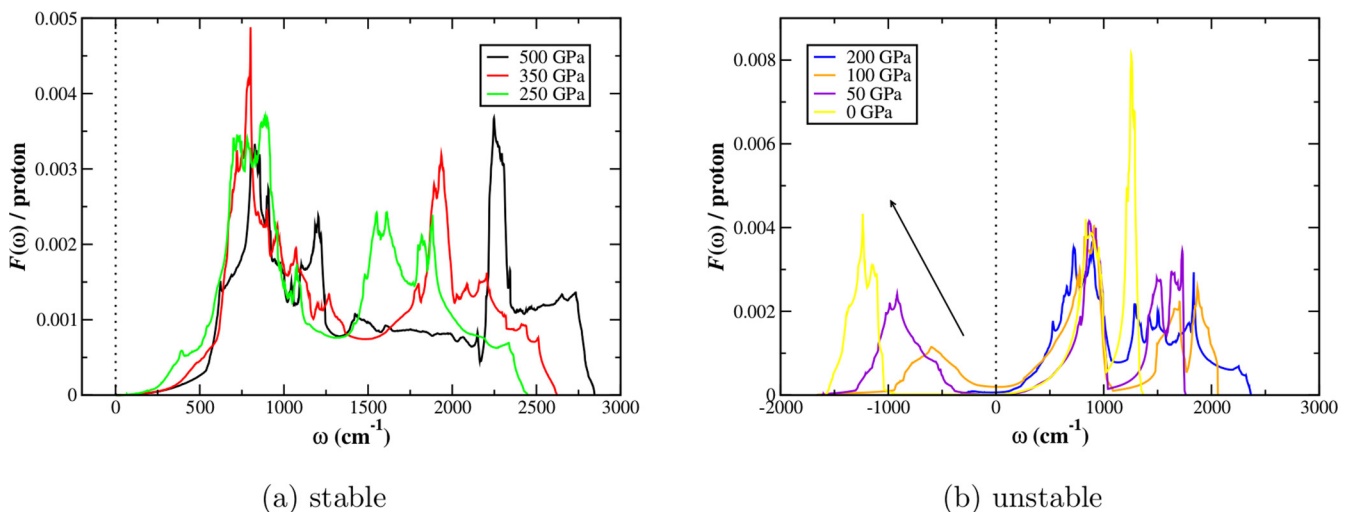 0.005
0.004
0.003
0.002
0.001
0
F(ω) / proton
500 GPa
350 GPa
250 GPa
0 500 1000 1500 2000 2500 3000
ω (cm-1)
(a) stable
0.008
0.006
0.004
0.002
0
F(ω) / proton
200 GPa
100 GPa
50 GPa
0 GPa
-2000 -1000 0 1000 2000 3000
ω (cm-1)
(b) unstable